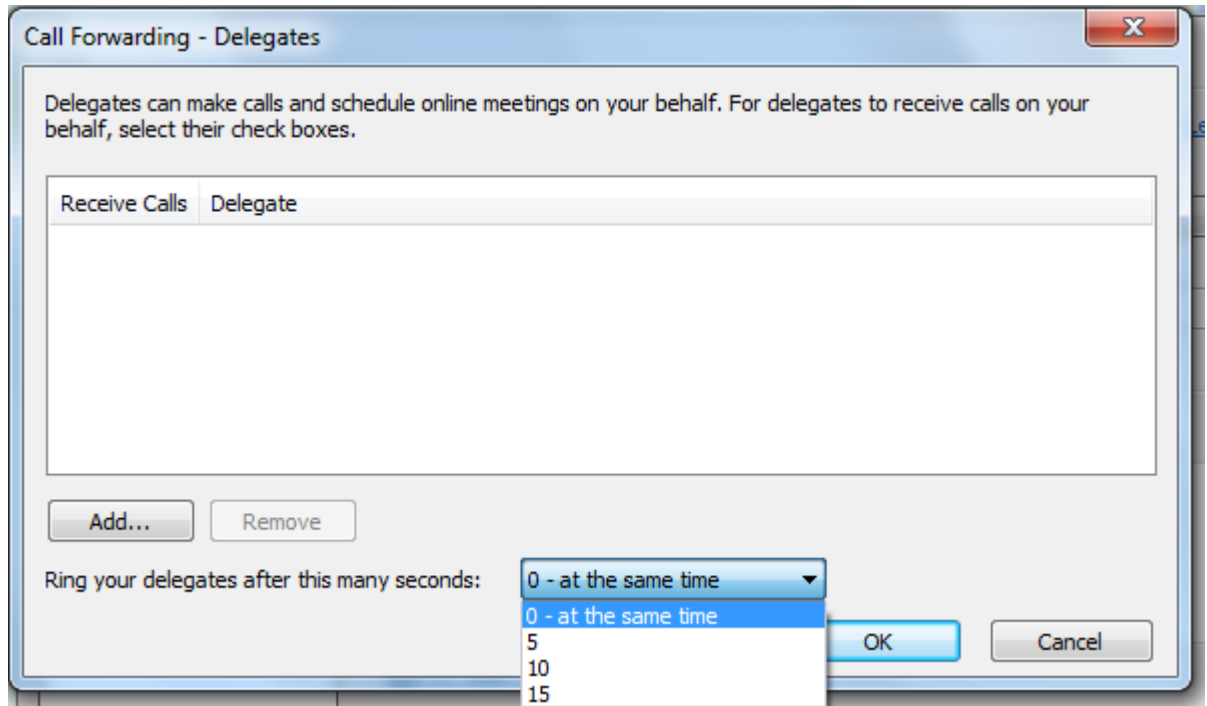 Call Forwarding - Delegates
Delegates can make calls and schedule online meetings on your behalf. For delegates to receive calls on your
behalf, select their check boxes.
Receive Calls Delegate
Add... Remove
Ring your delegates after this many seconds: 0 - at the same time
0 - at the same time
5
OK Cancel
10
15